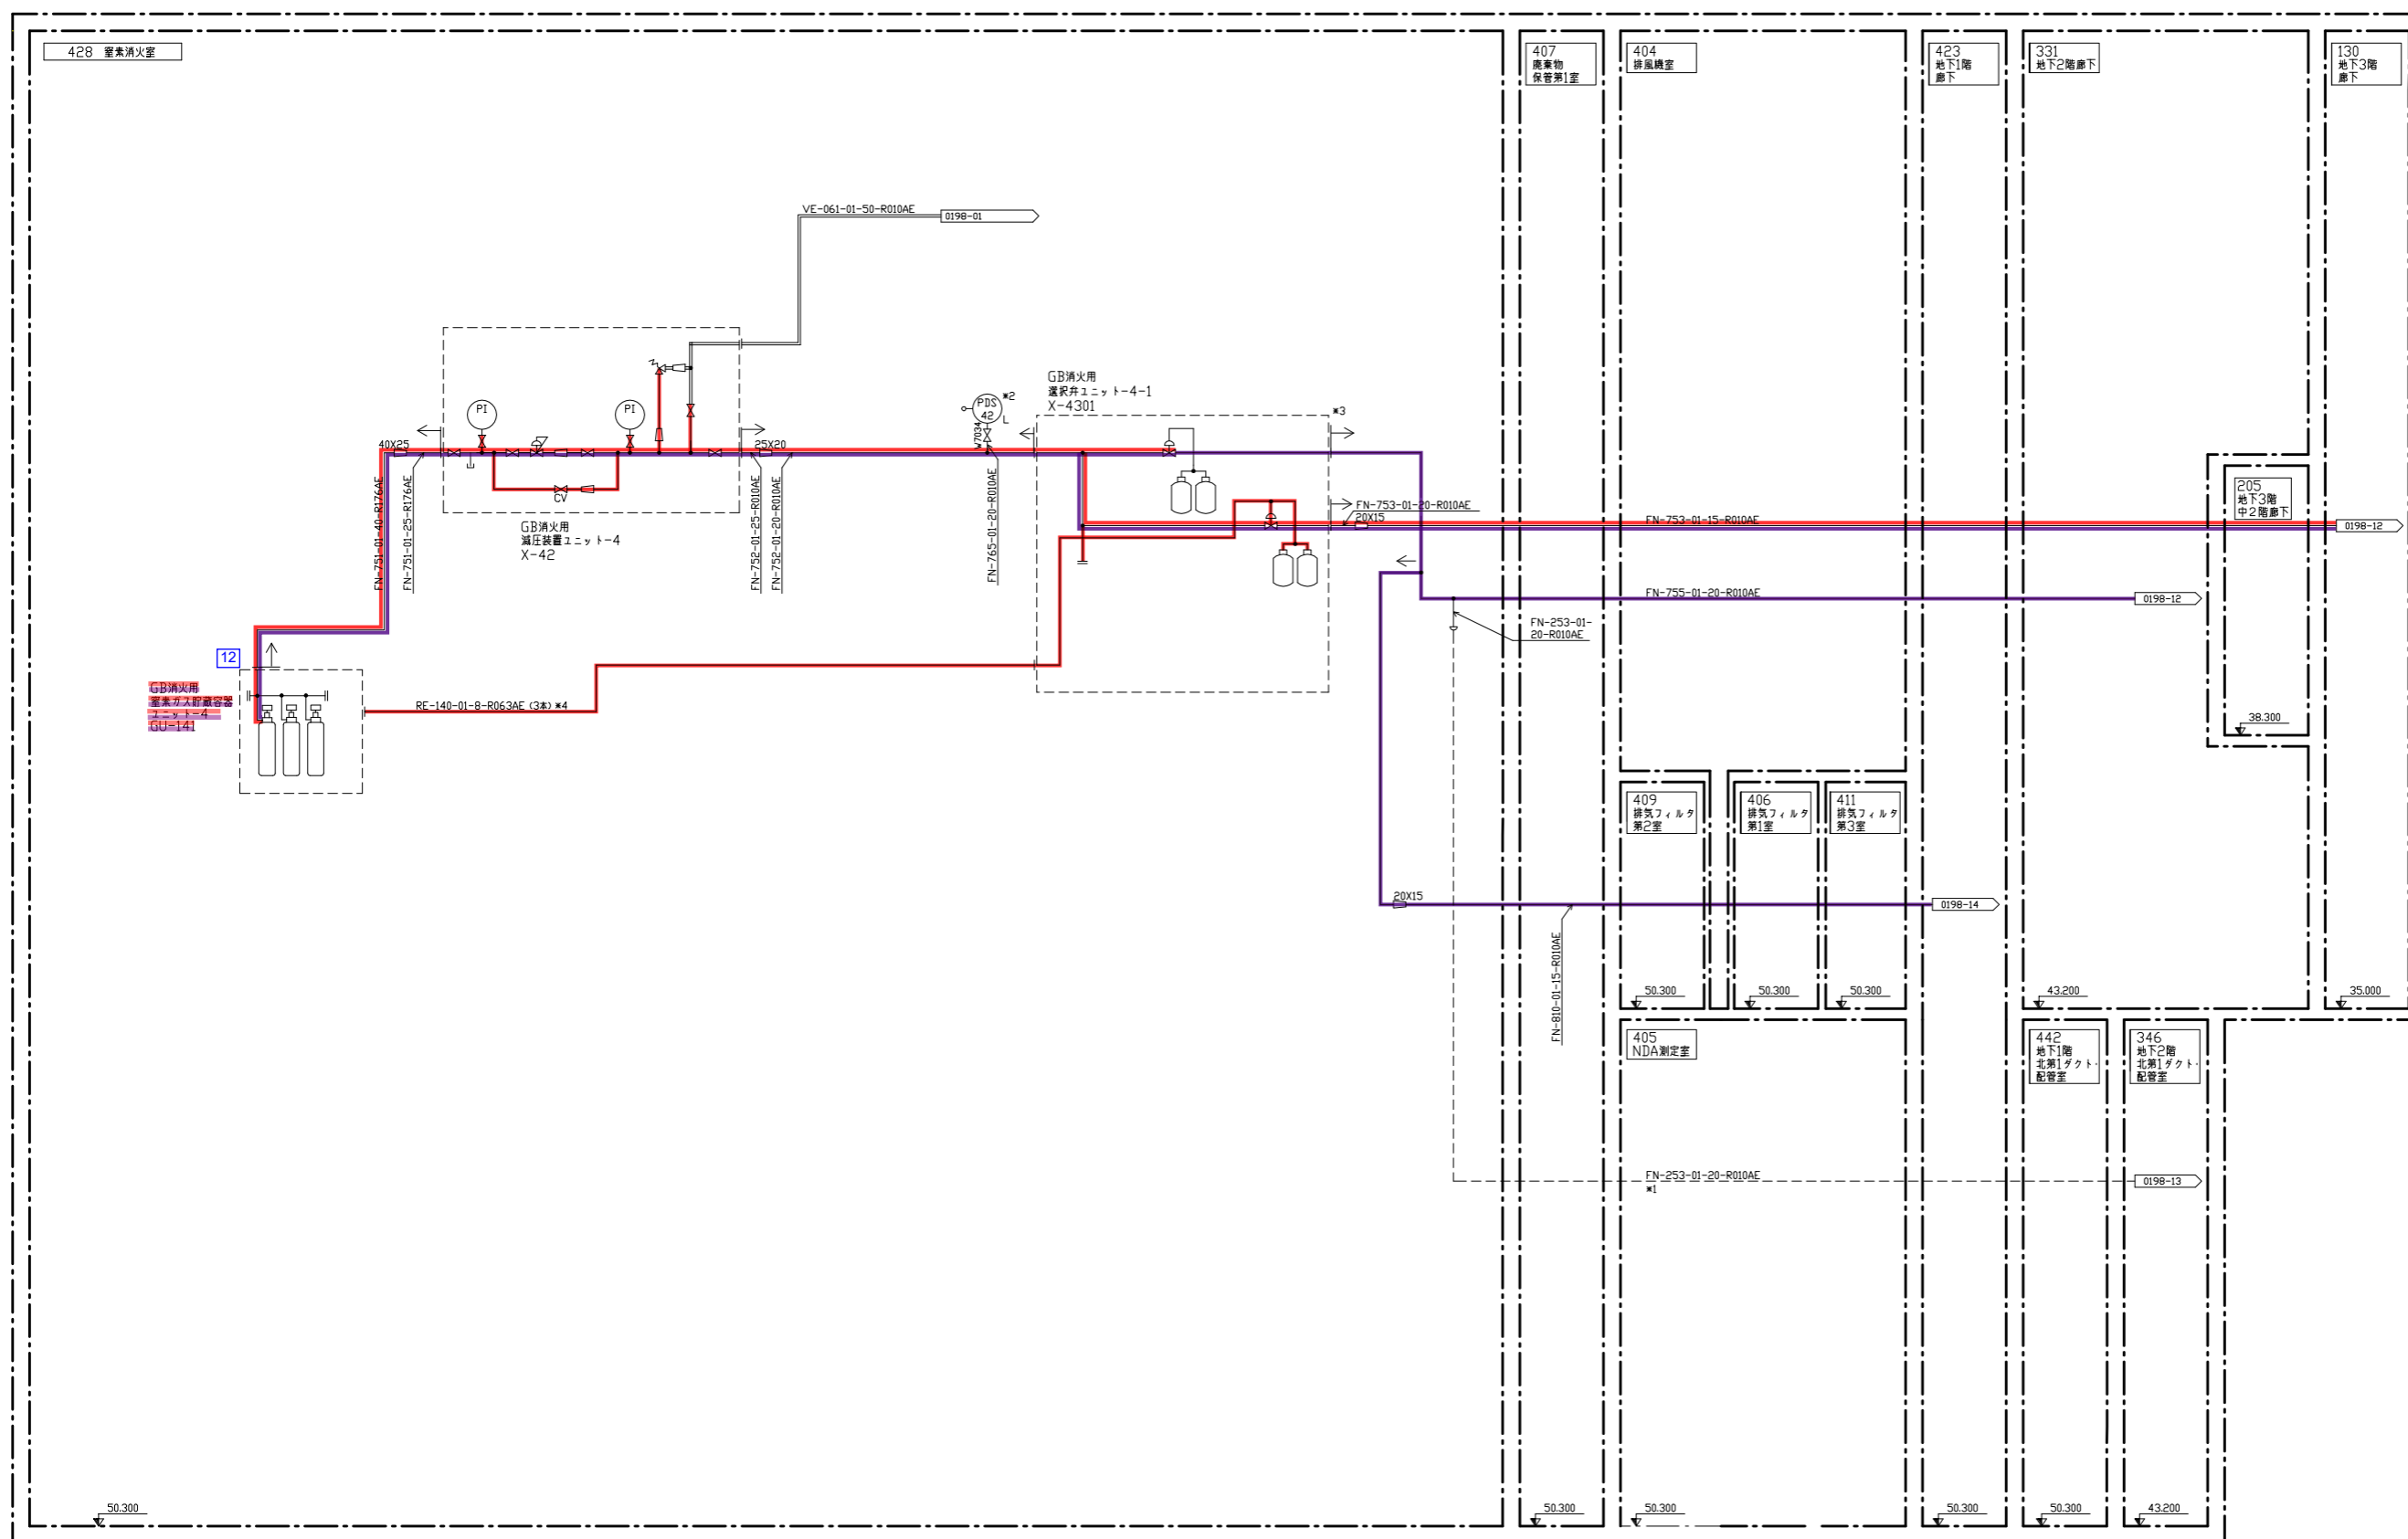 428 窒素消火室
407
廃棄物
保管第1室
404
排風機室
423
地下1階
廊下
331
地下2階廊下
130
地下3階
廊下
VE-061-01-50-R010AE
0198-01
GB消火用
選択弁ユニット-4-1
X-4301
PI
PI
PDS
42
*2
L
W7034
*3
40X25
25X20
CV
GB消火用
減圧装置ユニット-4
X-42
FN-751-01-40-R176AE
FN-751-01-25-R176AE
FN-752-01-25-R010AE
FN-752-01-20-R010AE
FN-765-01-20-R010AE
FN-753-01-20-R010AE
20X15
FN-753-01-15-R010AE
0198-12
205
地下3階
中2階廊下
38.300
FN-755-01-20-R010AE
0198-12
FN-253-01-
20-R010AE
12
GB消火用
窒素ガス貯蔵容器
ユニット-4
GU-141
RE-140-01-8-R063AE (3本) *4
409
排気フィルタ
第2室
406
排気フィルタ
第1室
411
排気フィルタ
第3室
20X15
0198-14
FN-810-01-15-R010AE
50.300
50.300
50.300
43.200
35.000
405
NDA測定室
442
地下1階
北第1ダクト・
配管室
346
地下2階
北第1ダクト・
配管室
FN-253-01-20-R010AE
*1
0198-13
50.300
50.300
50.300
50.300
50.300
43.200